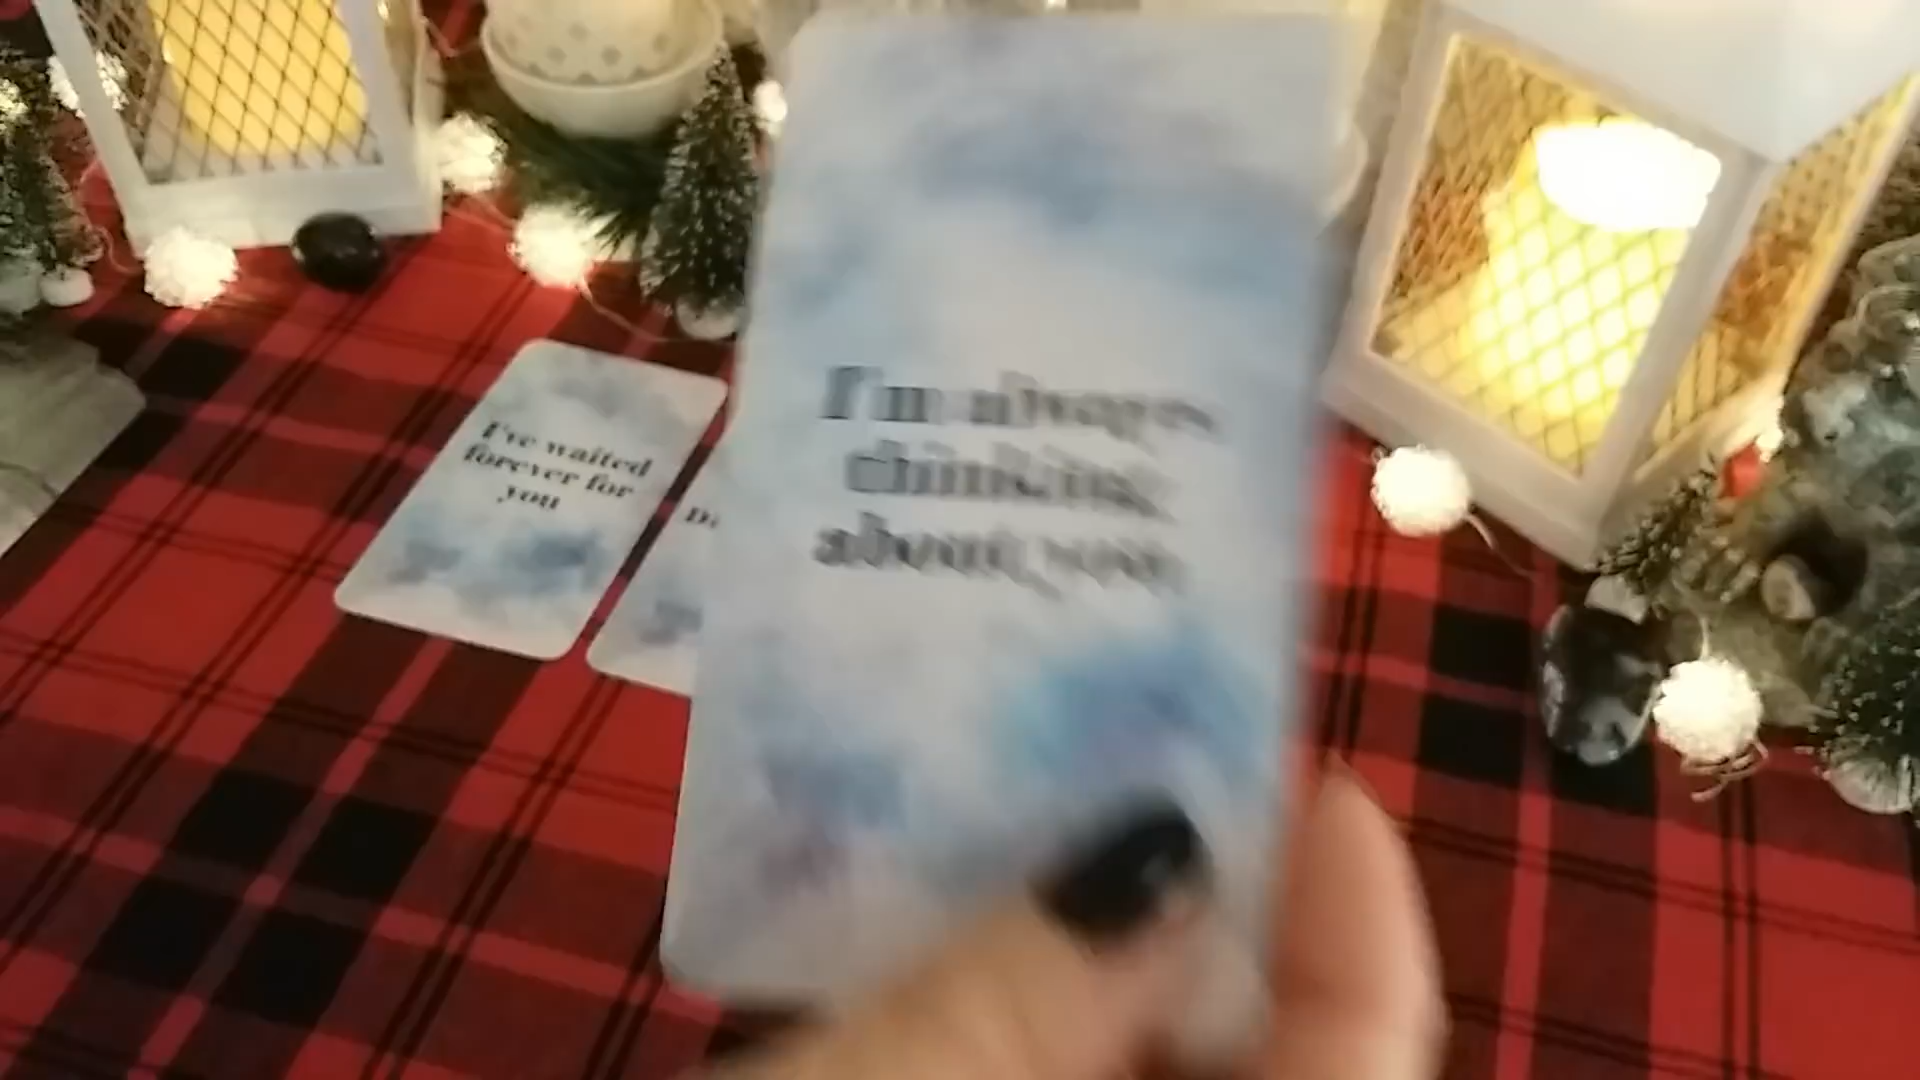 I've waited
forever for
you
I'm always
thinking
about you